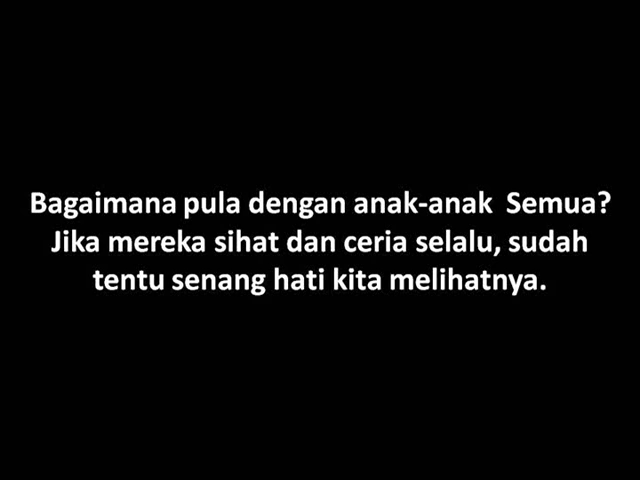 Bagaimana pula dengan anak-anak  Semua?
Jika mereka sihat dan ceria selalu, sudah
tentu senang hati kita melihatnya.